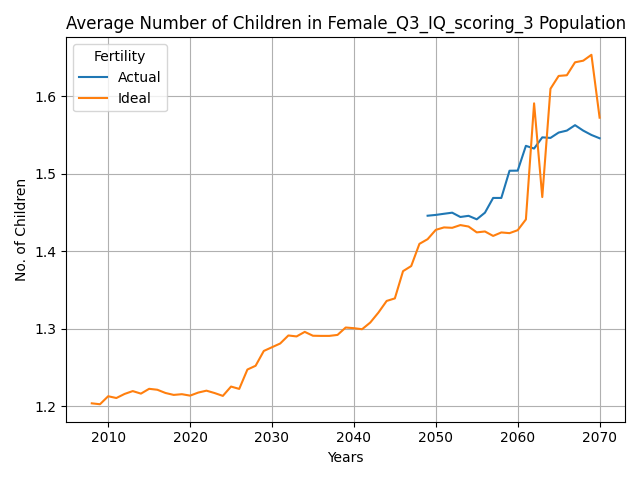 Average Number of Children in Female_Q3_IQ_scoring_3 Population
Fertility
Actual
Ideal
No. of Children
1.6
1.5
1.4
1.3
1.2
2010 2020 2030 2040 2050 2060 2070
Years